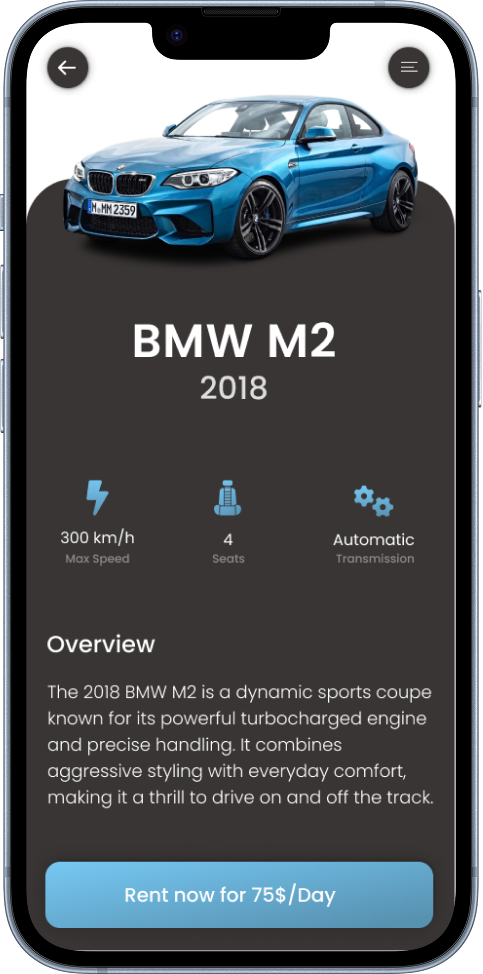 M MM 2359
BMW M2
2018
300 km/h
4
Automatic
Max Speed
Seats
Transmission
Overview
The 2018 BMW M2 is a dynamic sports coupe
known for its powerful turbocharged engine
and precise handling. It combines
aggressive styling with everyday comfort,
making it a thrill to drive on and off the track.
Rent now for 75$/Day